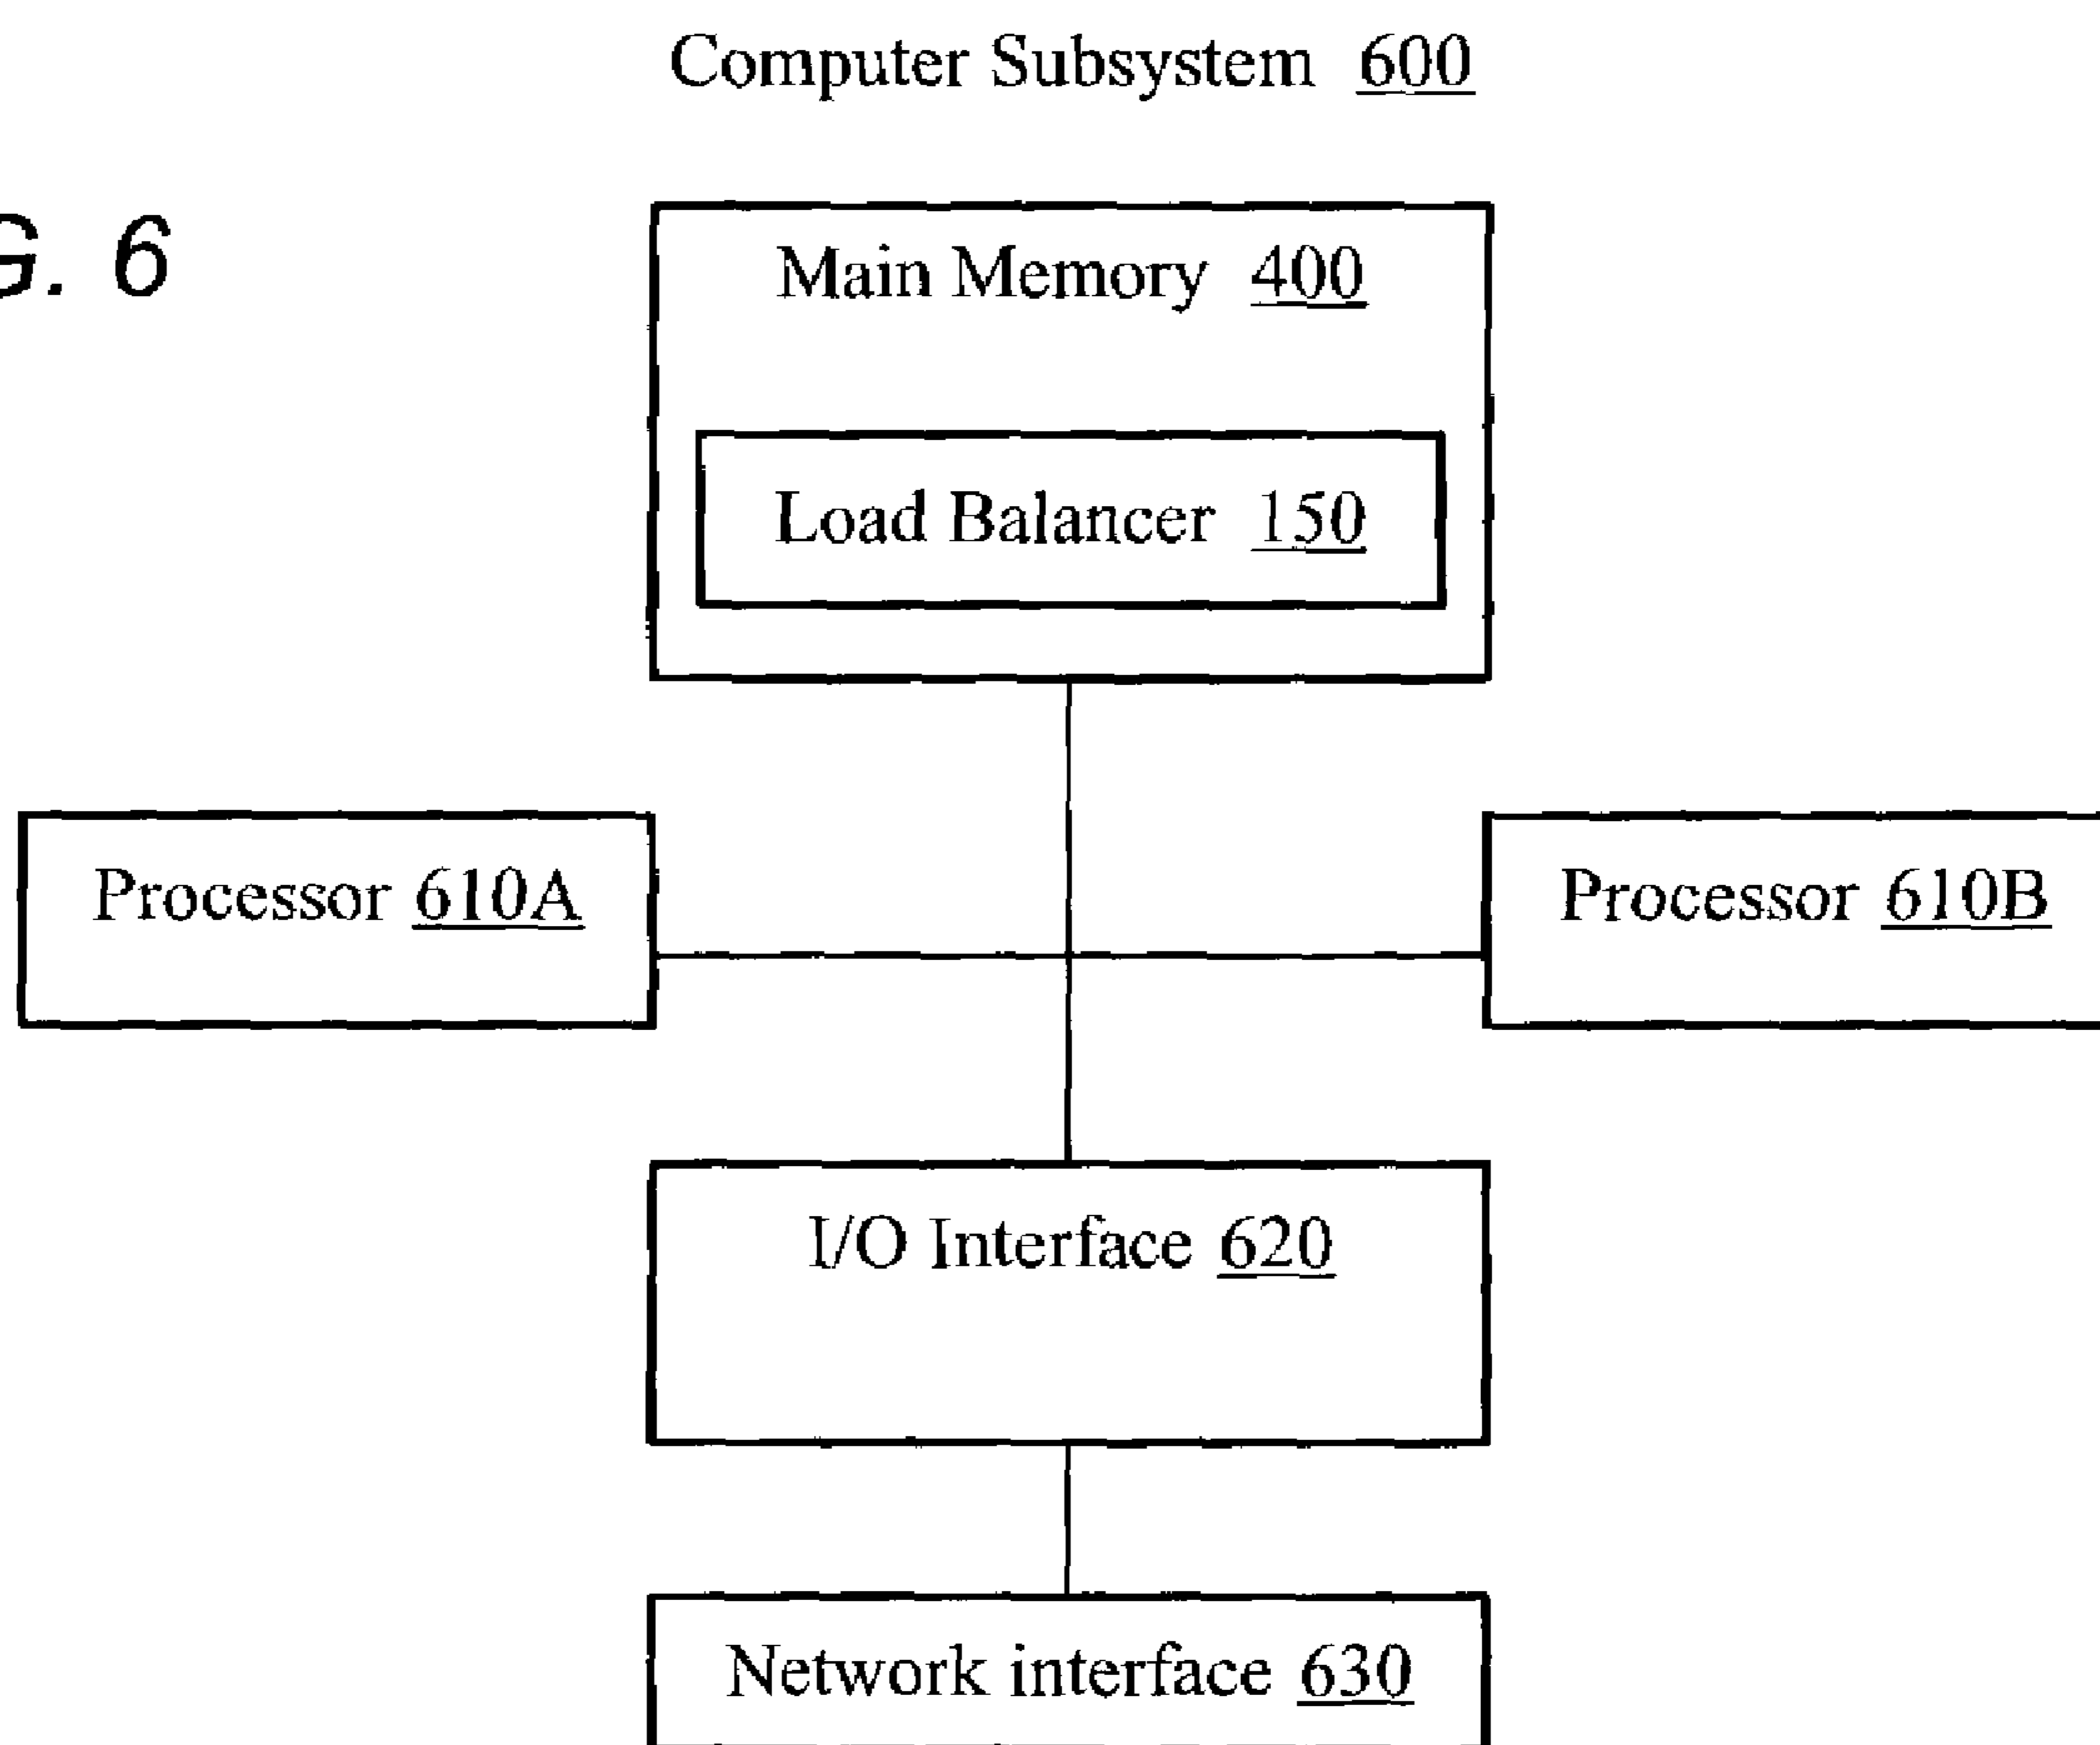 Computer Subsystem 600
G. 6
Main Memory 400
Load Balancer 150
Processor 610A
Processor 610B
I/O Interface 620
Network interface 630